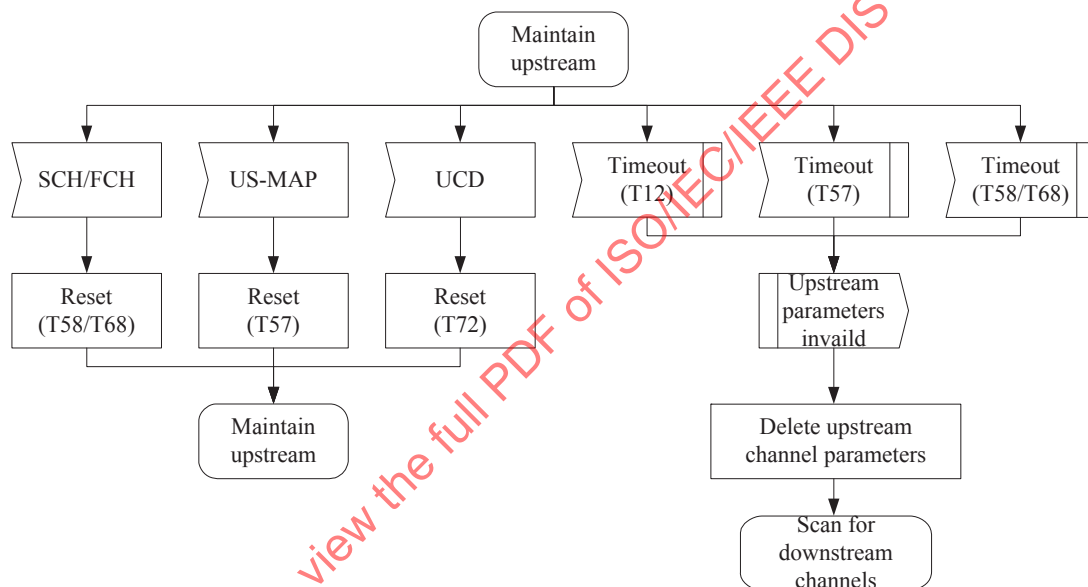 Maintain
upstream
SCH/FCH
US-MAP
UCD
Timeout
(T12)
Timeout
(T57)
Timeout
(T58/T68)
Reset
(T58/T68)
Reset
(T57)
Reset
(T72)
Upstream
parameters
invaild
Maintain
upstream
Delete upstream
channel parameters
Scan for
downstream
channels
view the full PDF of ISO/IEC/IEEE DIS